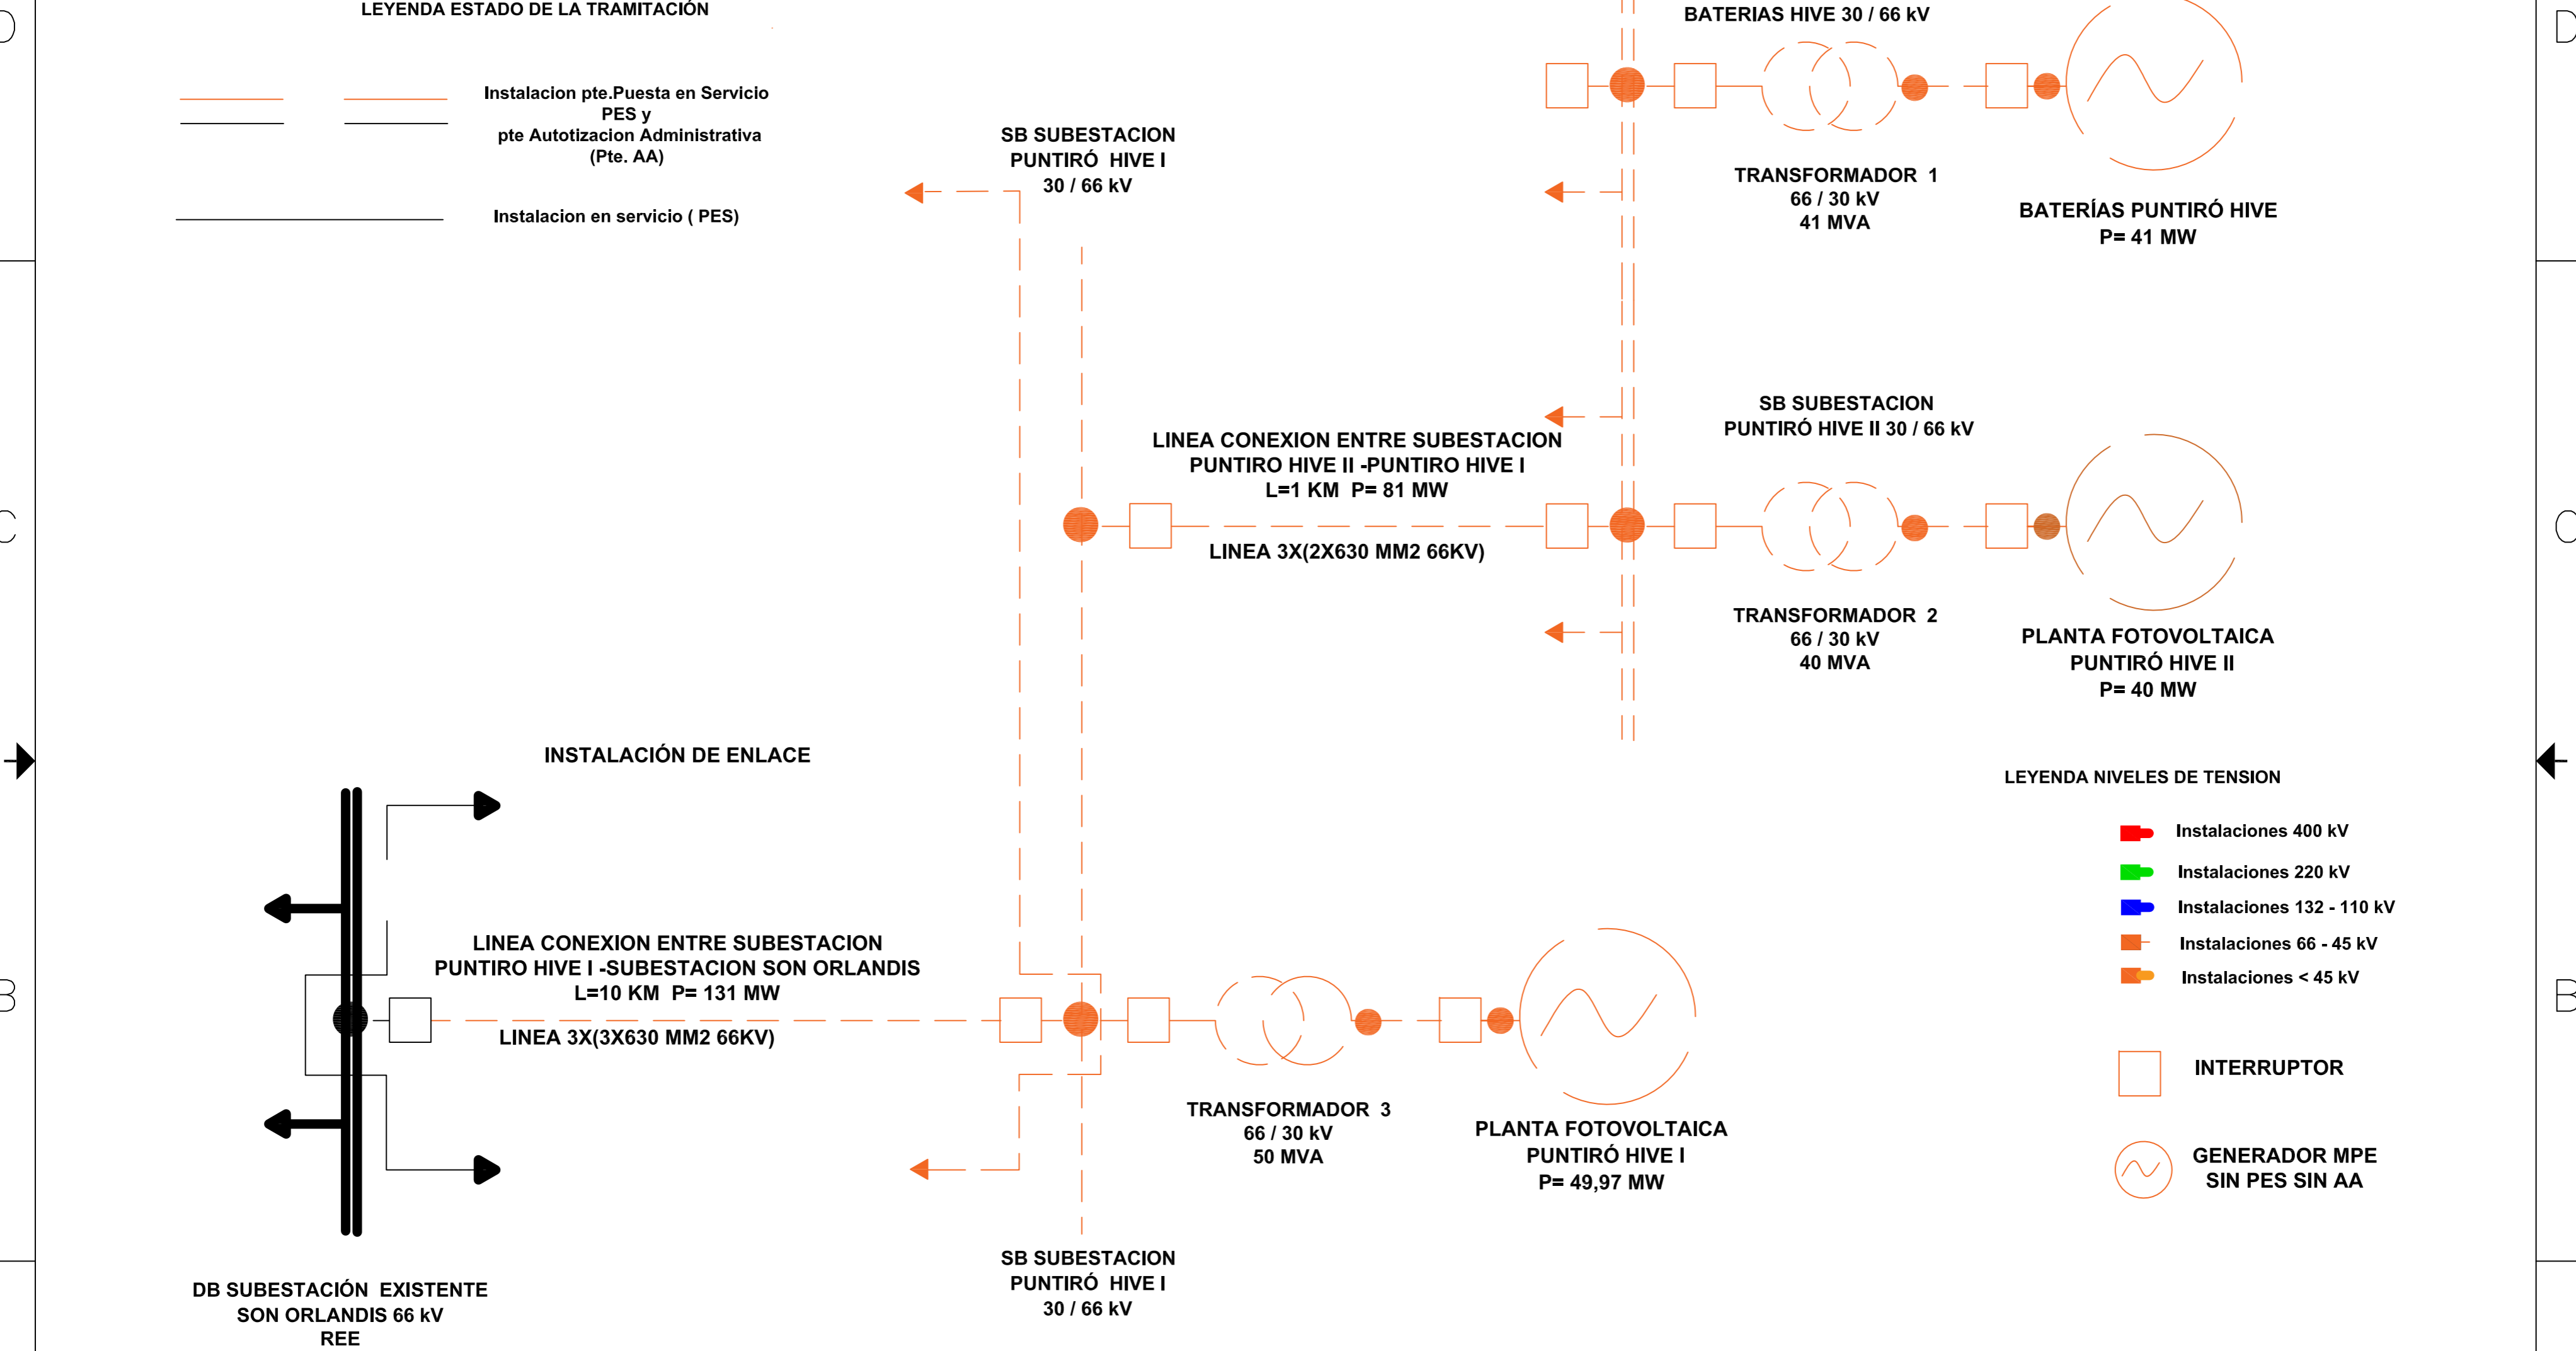 LEYENDA ESTADO DE LA TRAMITACIÓN
Instalacion pte.Puesta en Servicio
PES y
pte Autotizacion Administrativa
(Pte. AA)
Instalacion en servicio ( PES)
SB SUBESTACION
PUNTIRÓ HIVE I
30 / 66 kV
BATERIAS HIVE 30 / 66 kV
TRANSFORMADOR 1
66 / 30 kV
41 MVA
BATERÍAS PUNTIRÓ HIVE
P= 41 MW
D
D
LINEA CONEXION ENTRE SUBESTACION
PUNTIRO HIVE II -PUNTIRO HIVE I
L=1 KM P= 81 MW
LINEA 3X(2X630 MM2 66KV)
SB SUBESTACION
PUNTIRÓ HIVE II 30 / 66 kV
TRANSFORMADOR 2
66 / 30 kV
40 MVA
PLANTA FOTOVOLTAICA
PUNTIRÓ HIVE II
P= 40 MW
C
C
INSTALACIÓN DE ENLACE
LINEA CONEXION ENTRE SUBESTACION
PUNTIRO HIVE I -SUBESTACION SON ORLANDIS
L=10 KM P= 131 MW
LINEA 3X(3X630 MM2 66KV)
TRANSFORMADOR 3
66 / 30 kV
50 MVA
PLANTA FOTOVOLTAICA
PUNTIRÓ HIVE I
P= 49,97 MW
LEYENDA NIVELES DE TENSION
Instalaciones 400 kV
Instalaciones 220 kV
Instalaciones 132 - 110 kV
Instalaciones 66 - 45 kV
Instalaciones < 45 kV
INTERRUPTOR
GENERADOR MPE
SIN PES SIN AA
B
B
DB SUBESTACIÓN EXISTENTE
SON ORLANDIS 66 kV
REE
SB SUBESTACION
PUNTIRÓ HIVE I
30 / 66 kV